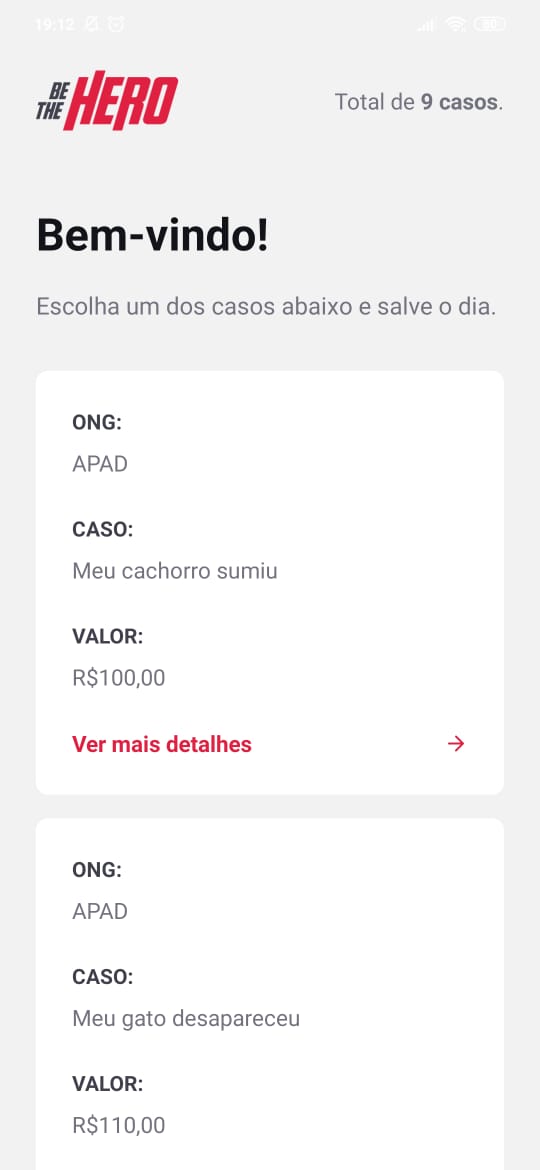 19:12
80
BE
THE HERO
Total de 9 casos.
Bem-vindo!
Escolha um dos casos abaixo e salve o dia.
ONG:
APAD
CASO:
Meu cachorro sumiu
VALOR:
R$100,00
Ver mais detalhes
ONG:
APAD
CASO:
Meu gato desapareceu
VALOR:
R$110,00